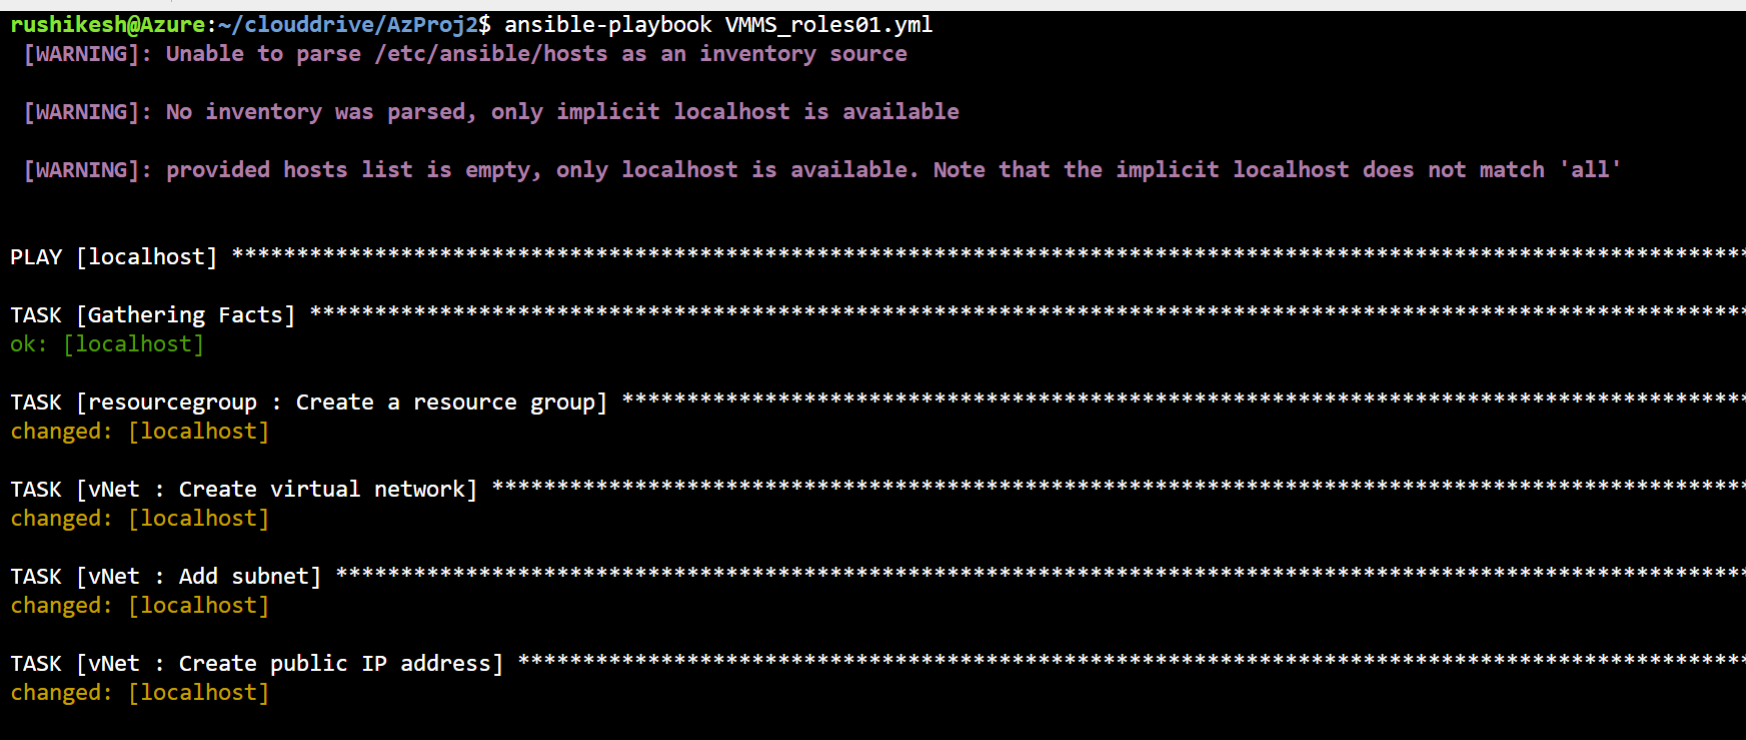 rushikesh@Azure:~/clouddrive/AzProj2$ ansible-playbook VMMS_roles01.yml
[WARNING]: Unable to parse /etc/ansible/hosts as an inventory source
[WARNING]: No inventory was parsed, only implicit localhost is available
[WARNING]: provided hosts list is empty, only localhost is available. Note that the implicit localhost does not match 'all'
PLAY [localhost] *********************************************************************************************************************
TASK [Gathering Facts] ***************************************************************************************************************
ok: [localhost]
TASK [resourcegroup : Create a resource group] ***************************************************************************************
changed: [localhost]
TASK [vNet : Create virtual network] *************************************************************************************************
changed: [localhost]
TASK [vNet : Add subnet] *************************************************************************************************************
changed: [localhost]
TASK [vNet : Create public IP address] ***********************************************************************************************
changed: [localhost]